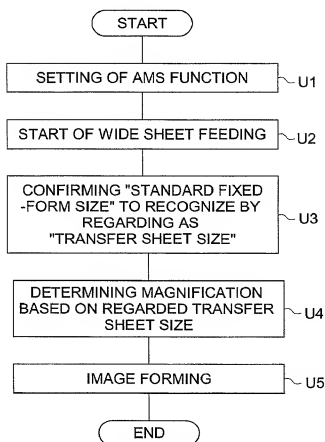 START
SETTING OF AMS FUNCTION
U1
START OF WIDE SHEET FEEDING
U2
CONFIRMING "STANDARD FIXED
-FORM SIZE" TO RECOGNIZE BY
REGARDING AS
"TRANSFER SHEET SIZE"
U3
DETERMINING MAGNIFICATION
BASED ON REGARDED TRANSFER
SHEET SIZE
U4
IMAGE FORMING
U5
END